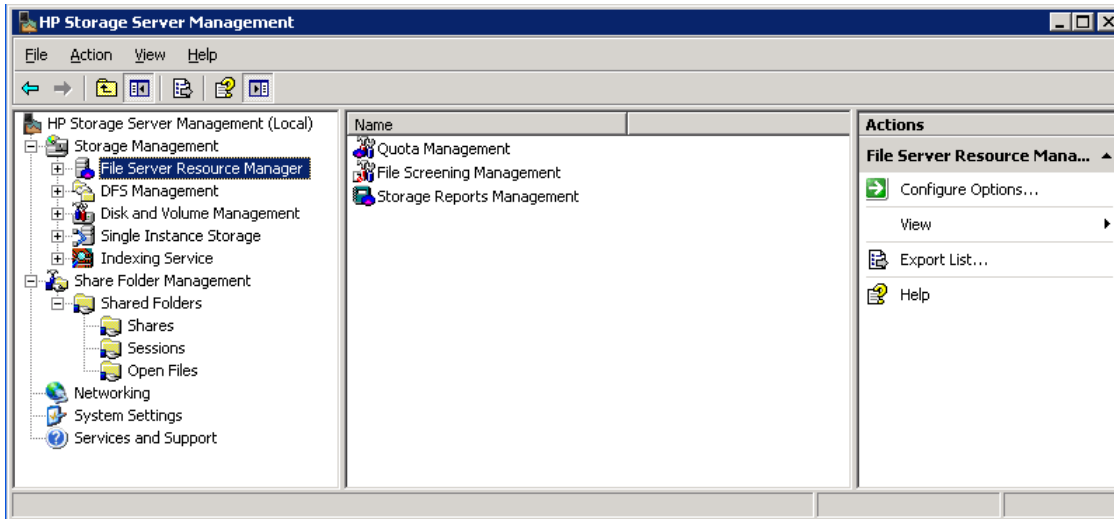 HP Storage Server Management
File Action View Help
HP Storage Server Management (Local)
Storage Management
File Server Resource Manager
DFS Management
Disk and Volume Management
Single Instance Storage
Indexing Service
Share Folder Management
Shared Folders
Shares
Sessions
Open Files
Networking
System Settings
Services and Support
Name
Quota Management
File Screening Management
Storage Reports Management
Actions
File Server Resource Mana...
Configure Options...
View
Export List...
Help